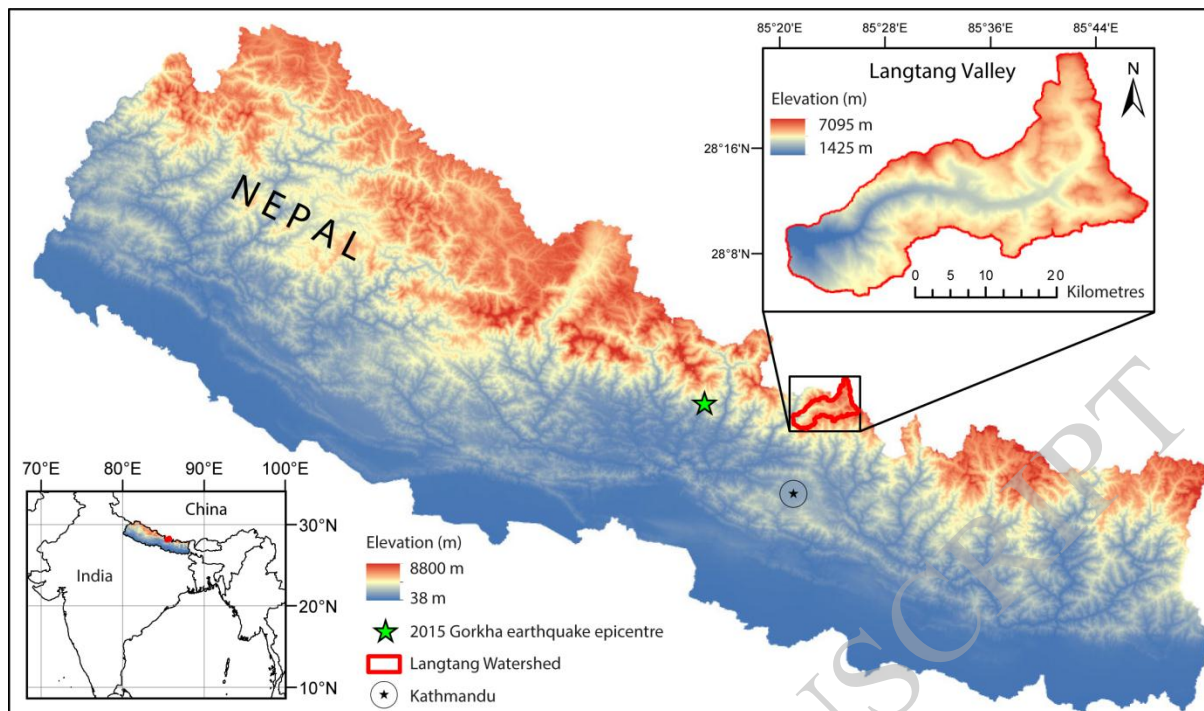 85°20'E 85°28'E 85°36'E 85°44'E
Langtang Valley
N
Elevation (m)
7095 m
1425 m
28°16'N
28°8'N
0 5 10 20
Kilometres
NEPAL
70°E 80°E 90°E 100°E
China
India
30°N
20°N
10°N
Elevation (m)
8800 m
38 m
2015 Gorkha earthquake epicentre
Langtang Watershed
Kathmandu
USCRIPT